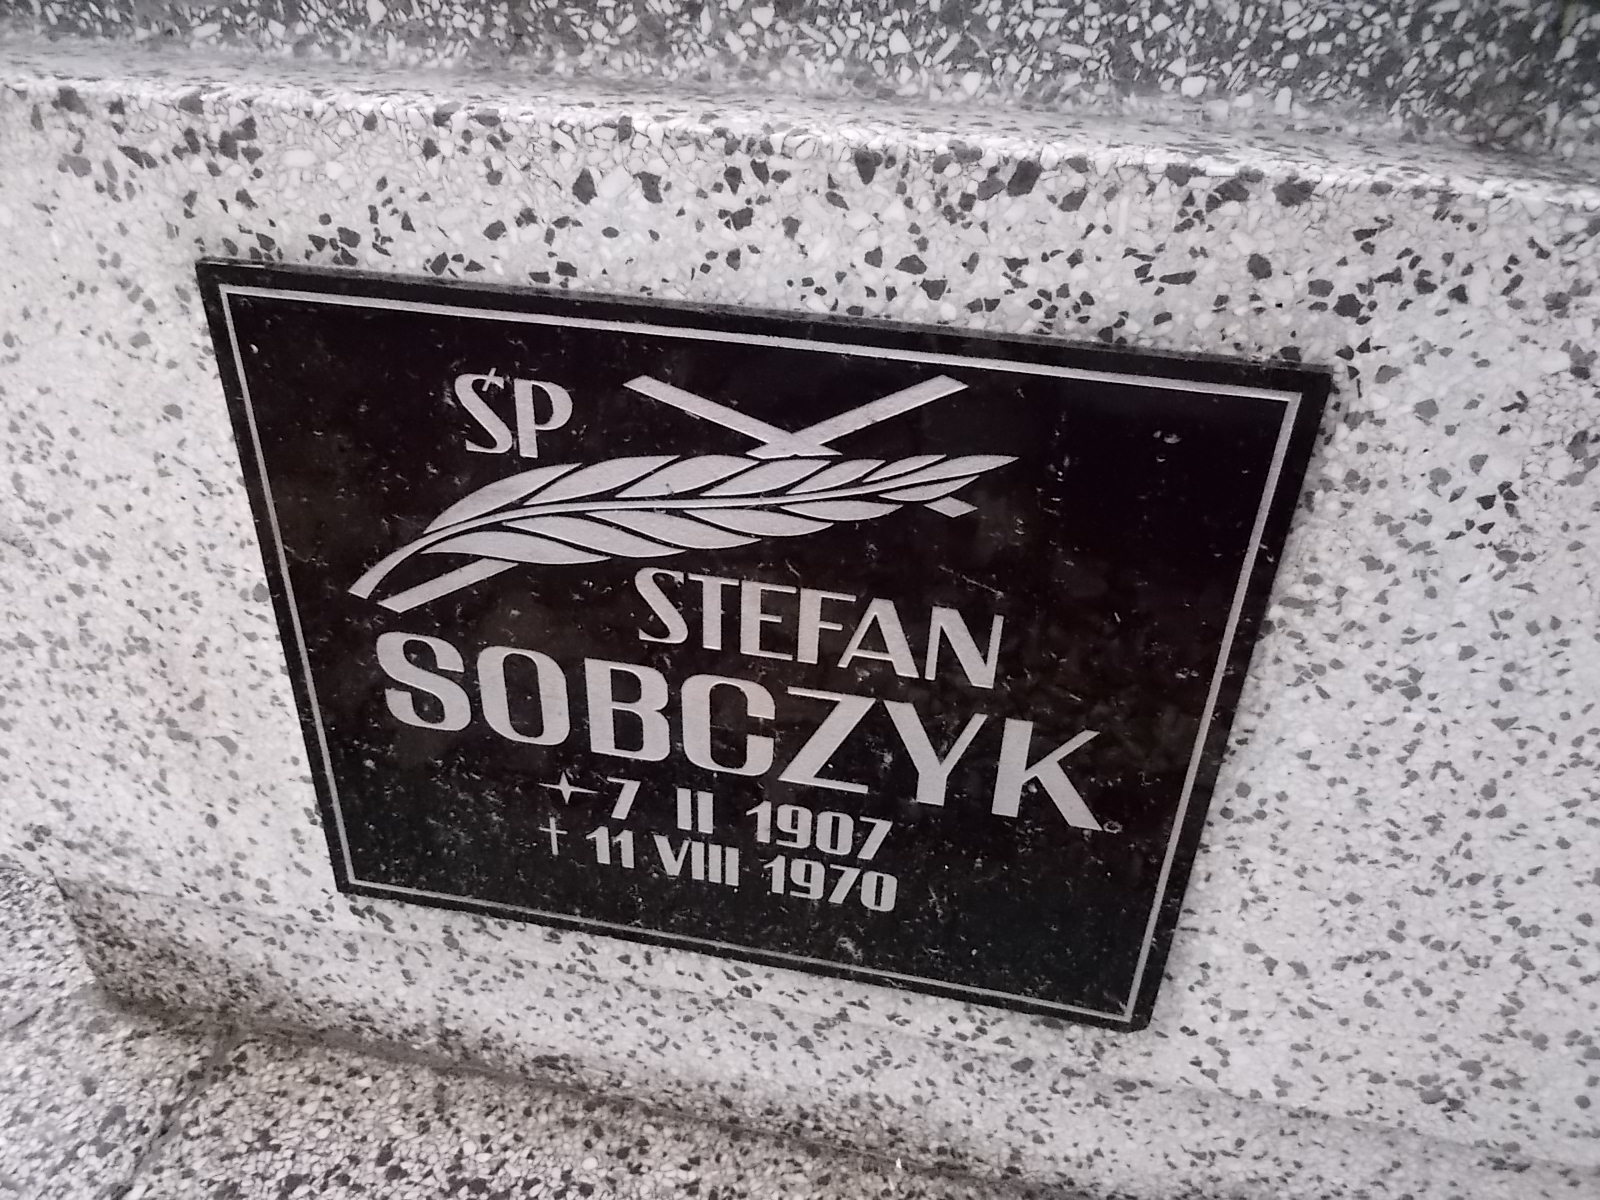 ŚP
STEFAN
SOBCZYK
7 II 1907
† 11 VIII 1970